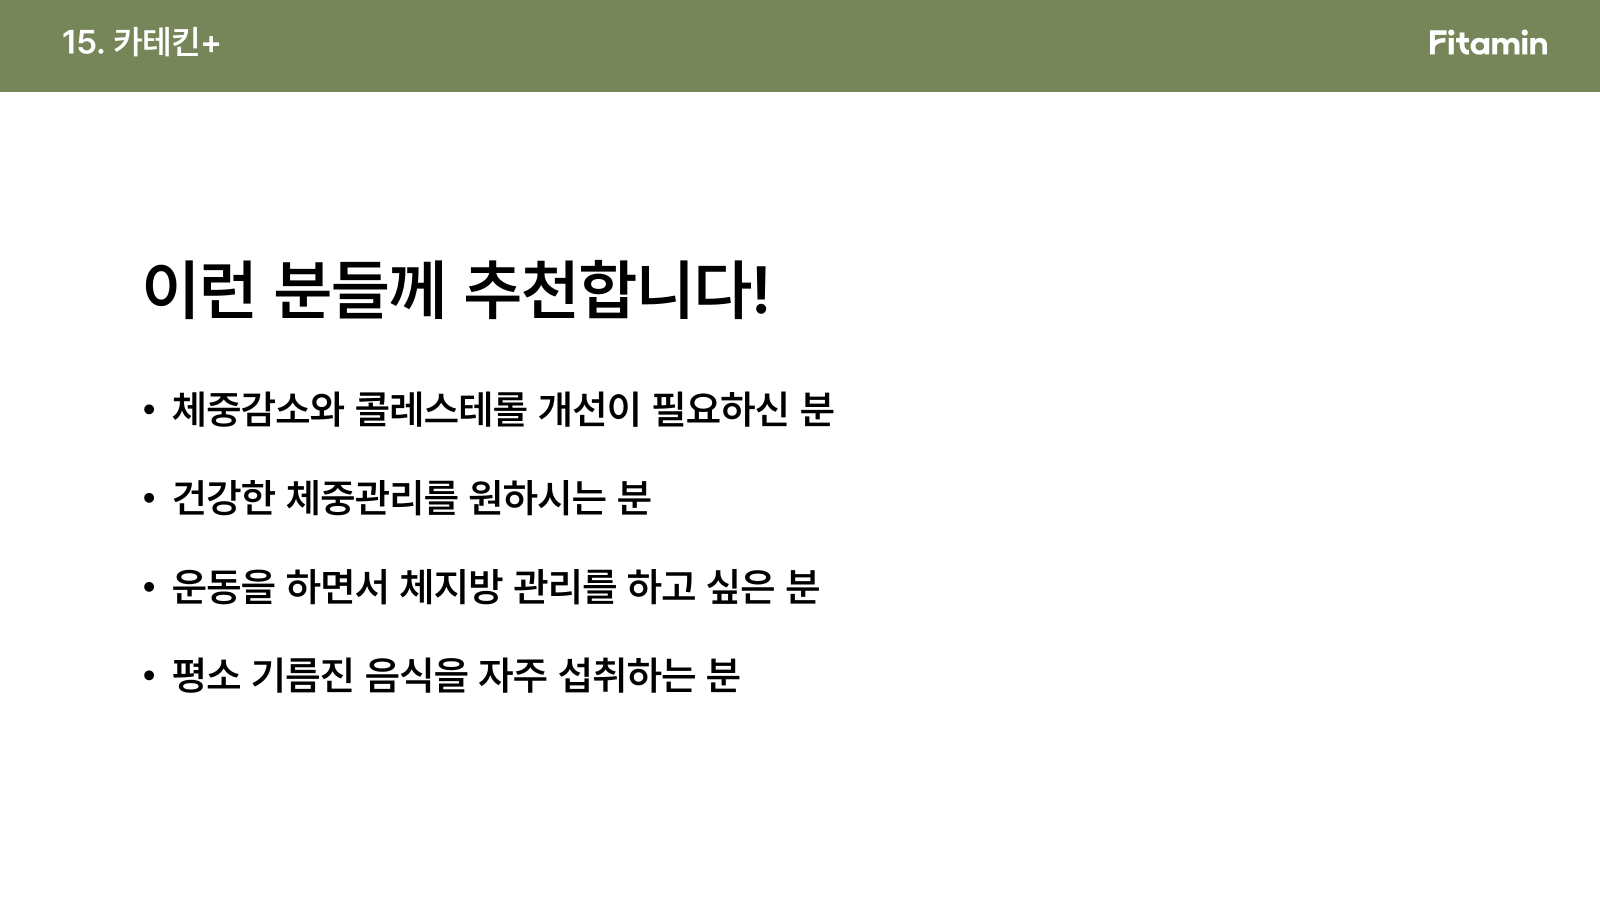 15. 카테킨+
Fitamin
이런 분들께 추천합니다!
• 체중감소와 콜레스테롤 개선이 필요하신 분
• 건강한 체중관리를 원하시는 분
• 운동을 하면서 체지방 관리를 하고 싶은 분
• 평소 기름진 음식을 자주 섭취하는 분